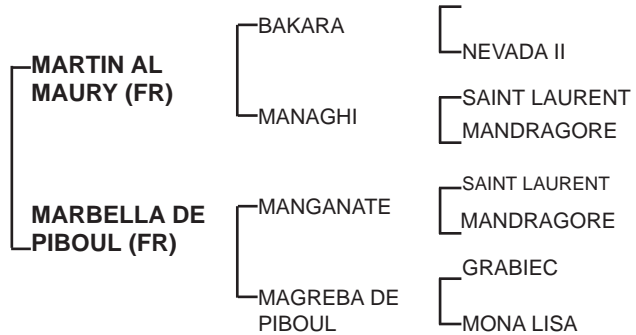 BAKARA
NEVADA II
MARTIN AL
MAURY (FR)
SAINT LAURENT
MANAGHI
MANDRAGORE
SAINT LAURENT
MARBELLA DE
PIBOUL (FR)
MANGANATE
MANDRAGORE
GRABIEC
MAGREBA DE
PIBOUL
MONA LISA